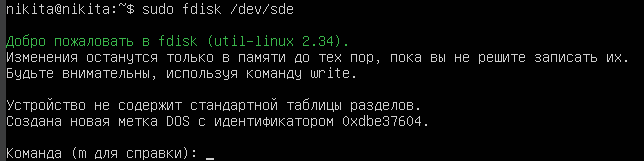 nikita@nikita:~$ sudo fdisk /dev/sde
Добро пожаловать в fdisk (util-linux 2.34).
Изменения останутся только в памяти до тех пор, пока вы не решите записать их.
Будьте внимательны, используя команду write.
Устройство не содержит стандартной таблицы разделов.
Создана новая метка DOS с идентификатором 0xdbe37604.
Команда (m для справки): _